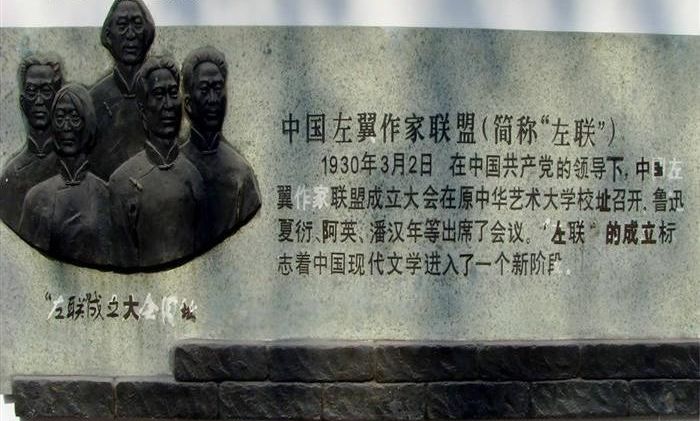 中国左翼作家联盟(简称“左联”)
1930年3月2日 在中国共产党的领导下,中国左
翼作家联盟成立大会在原中华艺术大学校址召开.鲁迅
夏衍、阿英、潘汉年等出席了会议。“左联”的成立标
志着中国现代文学进入了一个新阶段.
“左联”成立大会旧址